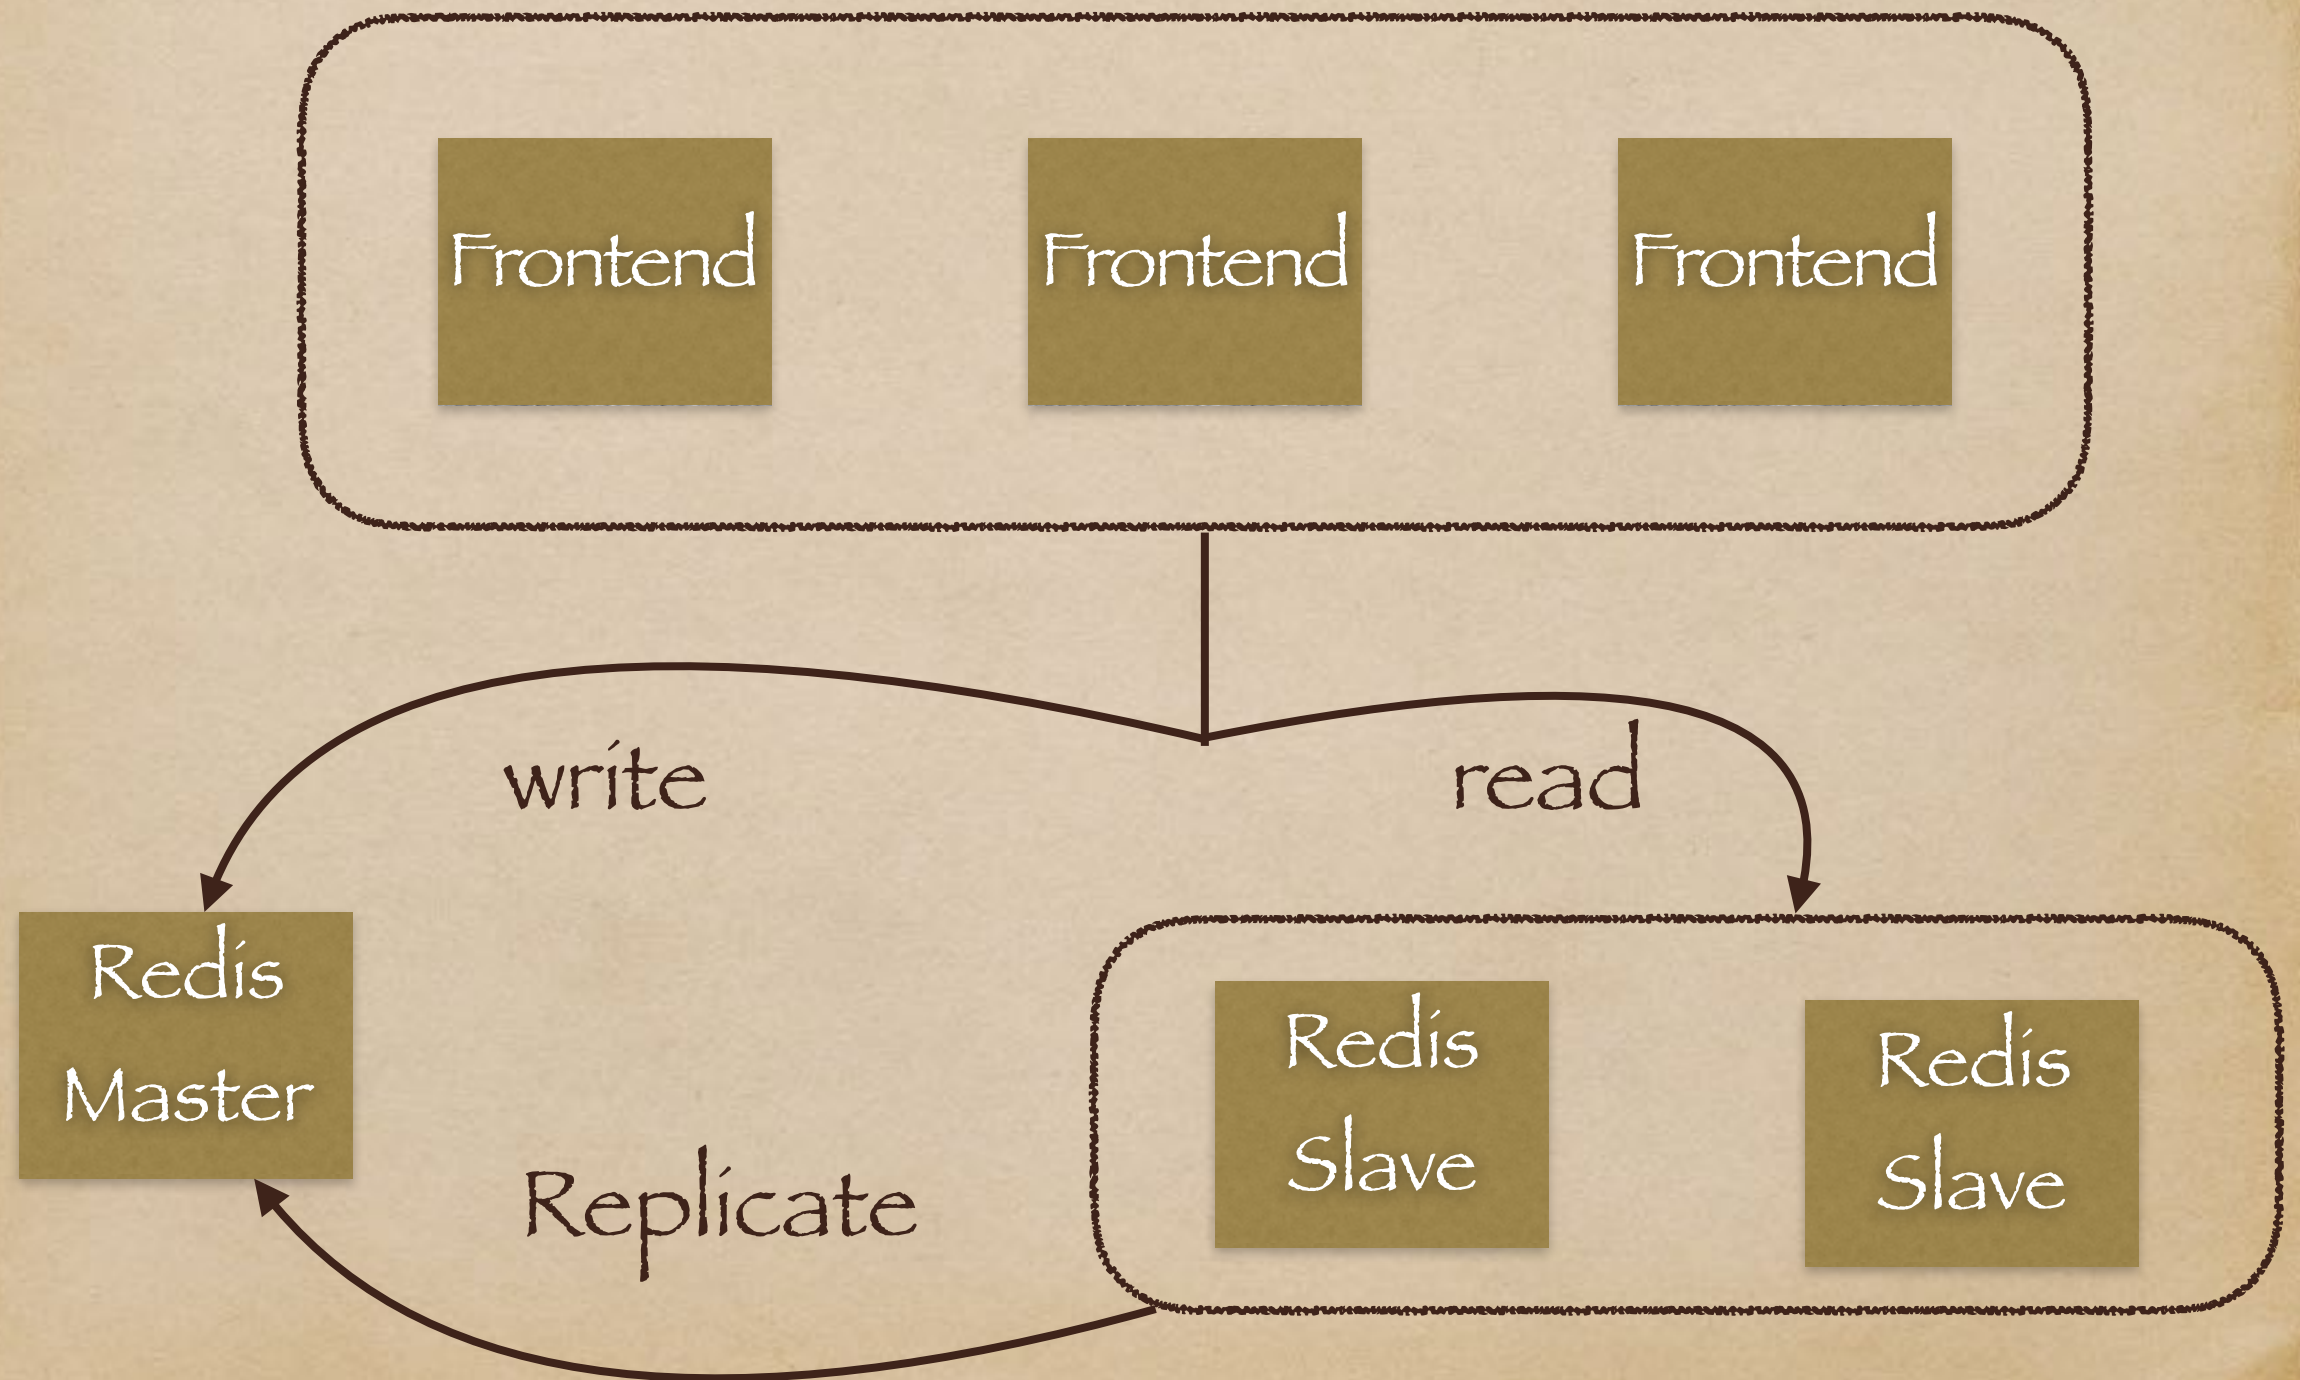 Frontend
Frontend
Frontend
write
read
Redis
Master
Redis
Slave
Redis
Slave
Replicate